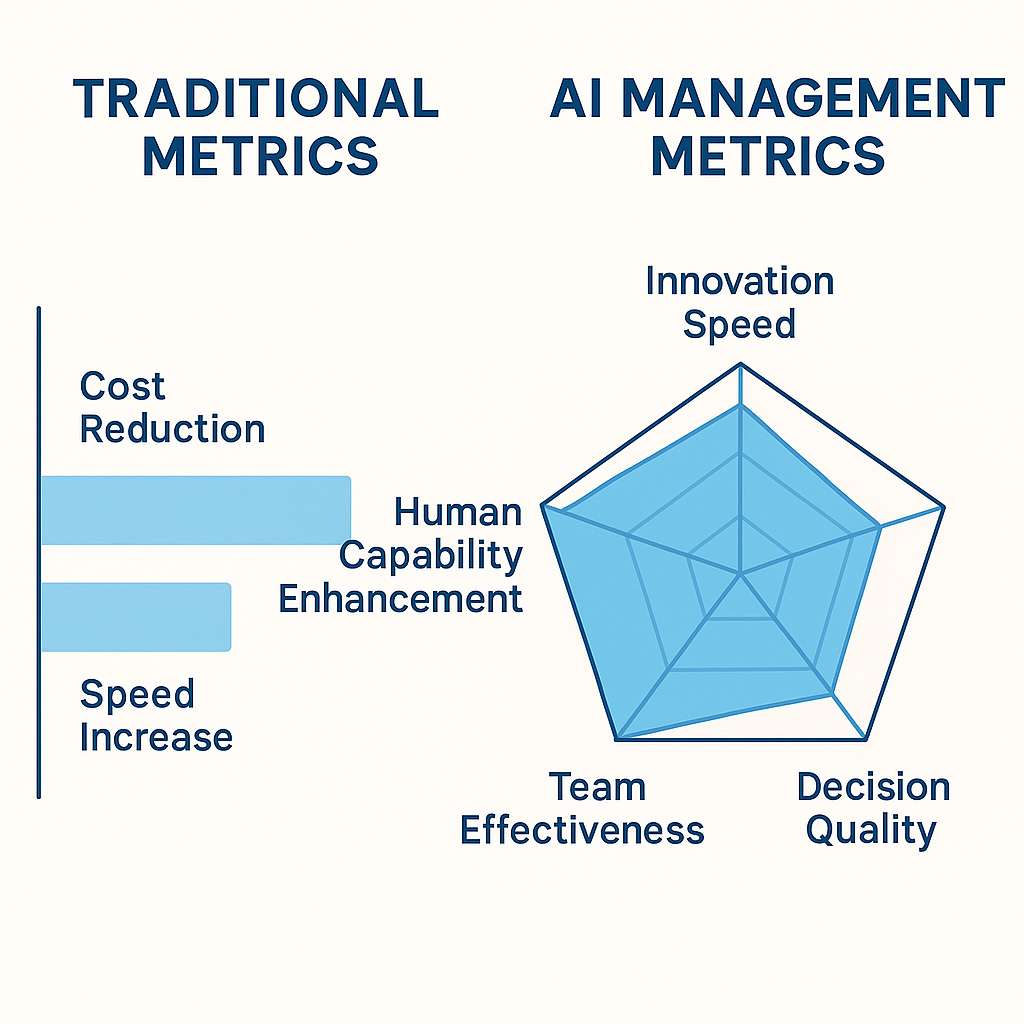 TRADITIONAL
METRICS
Cost
Reduction
Speed
Increase
AI MANAGEMENT
METRICS
Innovation
Speed
Human
Capability
Enhancement
Team
Effectiveness
Decision
Quality